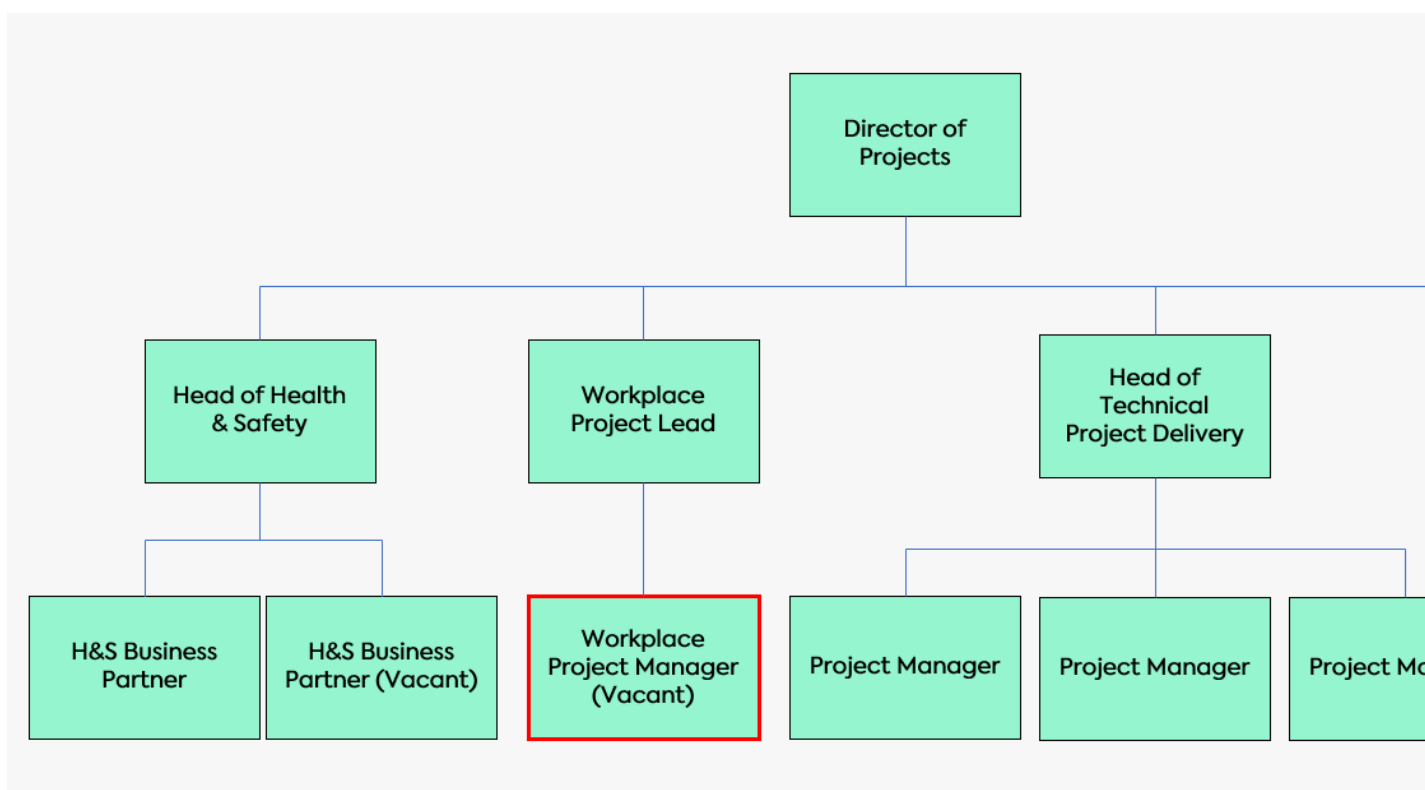 Director of
Projects
Head of Health
& Safety
Workplace
Project Lead
Head of
Technical
Project Delivery
H&S Business
Partner
H&S Business
Partner (Vacant)
Workplace
Project Manager
(Vacant)
Project Manager
Project Manager
Project